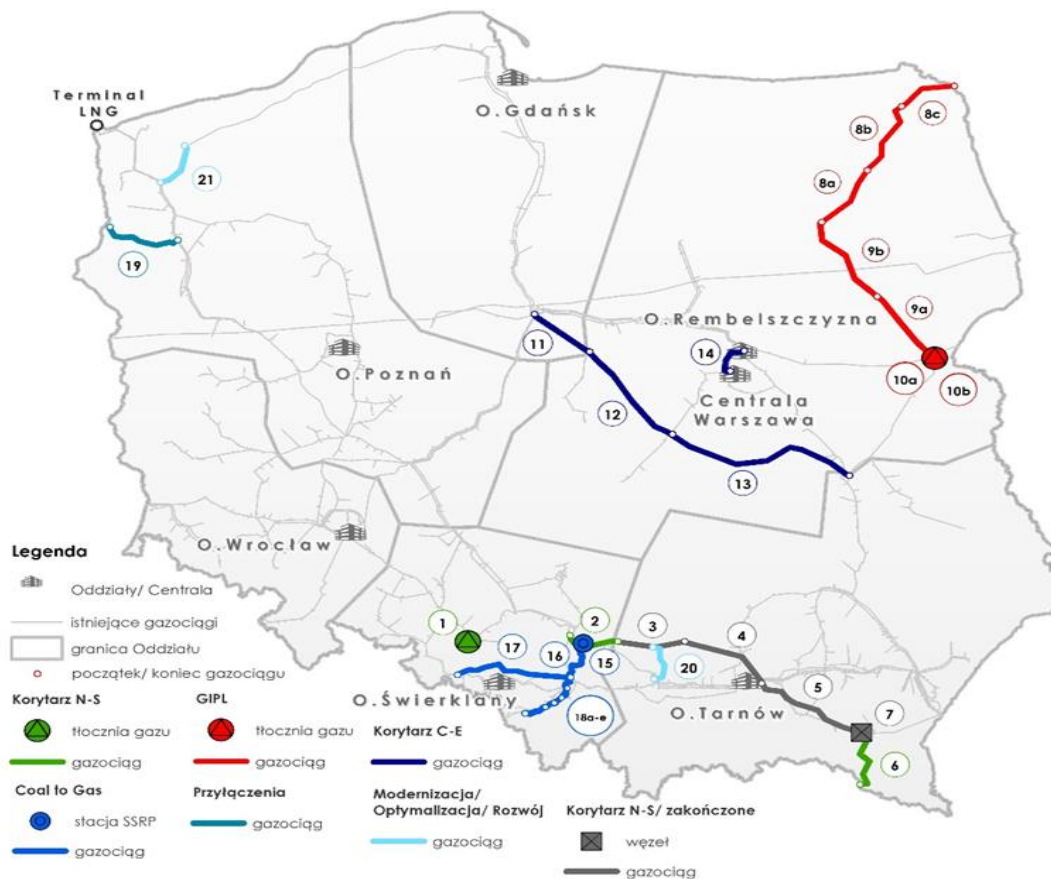 Terminal
LNG
O.Gdańsk
8c
8b
8a
21
19
9b
9a
O.Rembelszczyzna
11
14
10a
10b
O.Poznań
Centrala
Warszawa
12
13
O.Wrocław
1
2
3
4
17
16
15
20
5
O.Świerklany
18a-e
O.Tarnów
7
6
Legenda
Oddziały/ Centrala
istniejące gazociągi
granica Oddziału
początek/ koniec gazociągu
Korytarz N-S
tłocznia gazu
gazociąg
GIPL
tłocznia gazu
gazociąg
Korytarz C-E
gazociąg
Coal to Gas
stacja SSRP
gazociąg
Przyłączenia
gazociąg
Modernizacja/
Optymalizacja/ Rozwój
gazociąg
Korytarz N-S/ zakończone
węzeł
gazociąg